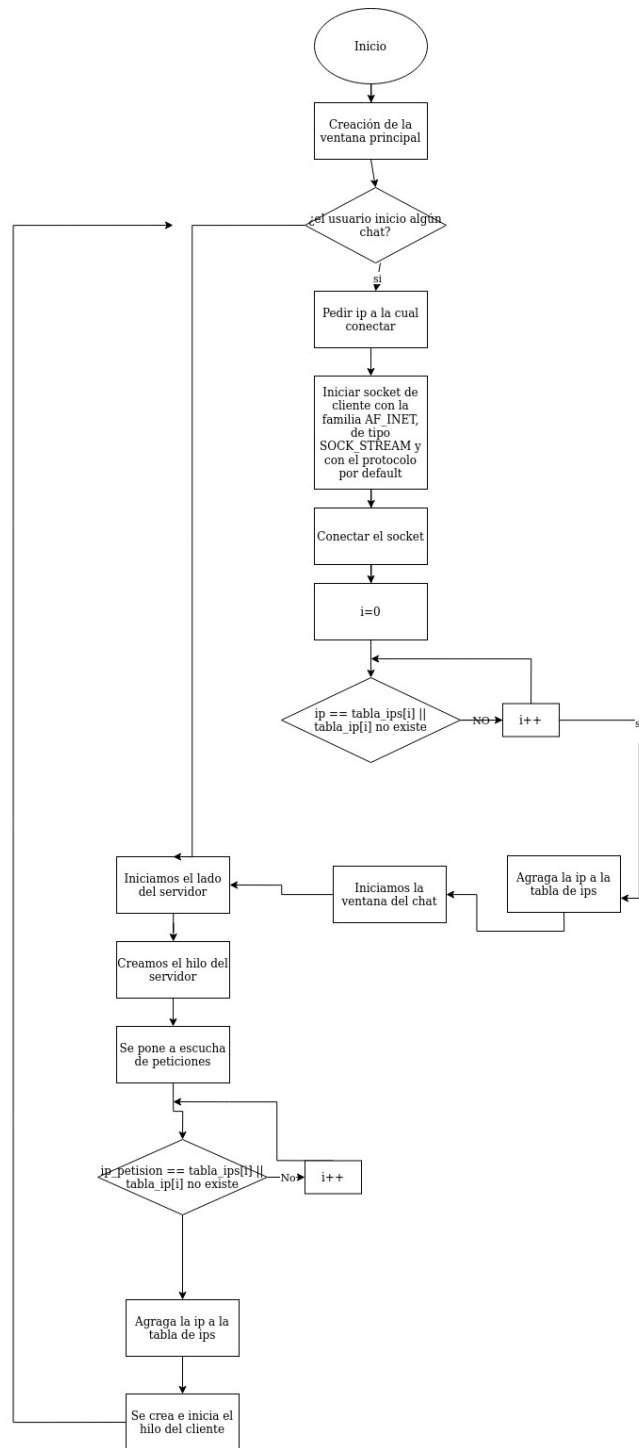 Inicio
Creación de la
ventana principal
¿el usuario inicio algún
chat?
si
Pedir ip a la cual
conectar
Iniciar socket de
cliente con la
familia AF_INET,
de tipo
SOCK_STREAM y
con el protocolo
por default
Conectar el socket
i=0
ip == tabla_ips[i] ||
tabla_ip[i] no existe
NO
i++
s
Iniciamos el lado
del servidor
Iniciamos la
ventana del chat
Agraga la ip a la
tabla de ips
Creamos el hilo del
servidor
Se pone a escucha
de peticiones
ip_petision == tabla_ips[i] ||
tabla_ip[i] no existe
No
i++
Agraga la ip a la
tabla de ips
Se crea e inicia el
hilo del cliente